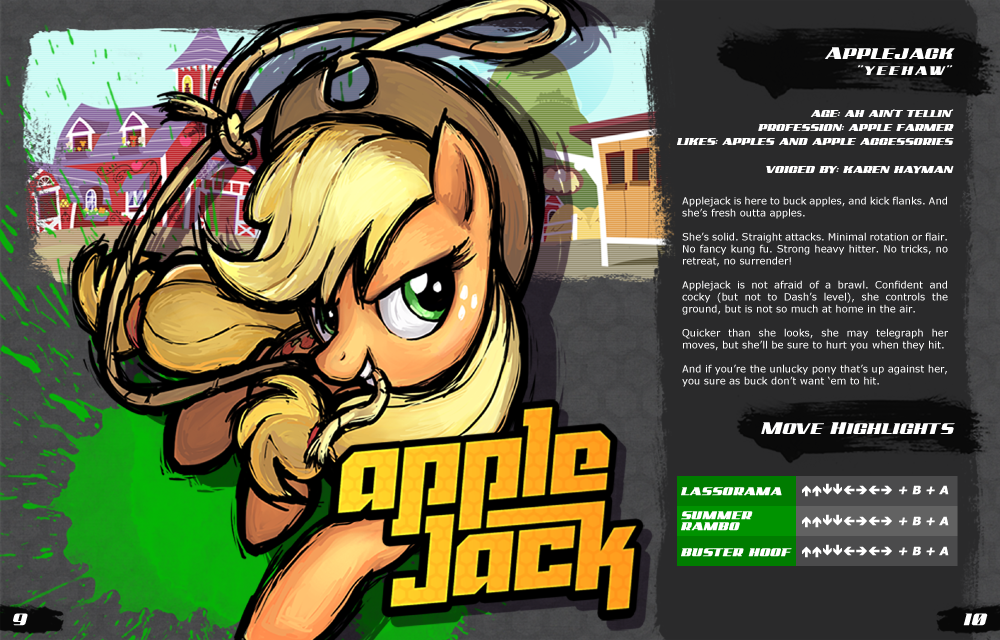 apple
Jack
9
Applejack
"Yeehaw"
Age: Ah ain't tellin'
Profession: Apple Farmer
Likes: Apples and apple accessories
Voiced by: Karen Hayman
Applejack is here to buck apples, and kick flanks. And
she's fresh outta apples.
She's solid. Straight attacks. Minimal rotation or flair.
No fancy kung fu. Strong heavy hitter. No tricks, no
retreat, no surrender!
Applejack is not afraid of a brawl. Confident and
cocky (but not to Dash's level), she controls the
ground, but is not so much at home in the air.
Quicker than she looks, she may telegraph her
moves, but she'll be sure to hurt you when they hit.
And if you're the unlucky pony that's up against her,
you sure as buck don't want 'em to hit.
Move Highlights
Lassorama ↑↑↓↓←→←→ + B + A
Summer
Rambo ↑↑↓↓←→←→ + B + A
Buster Hoof ↑↑↓↓←→←→ + B + A
10